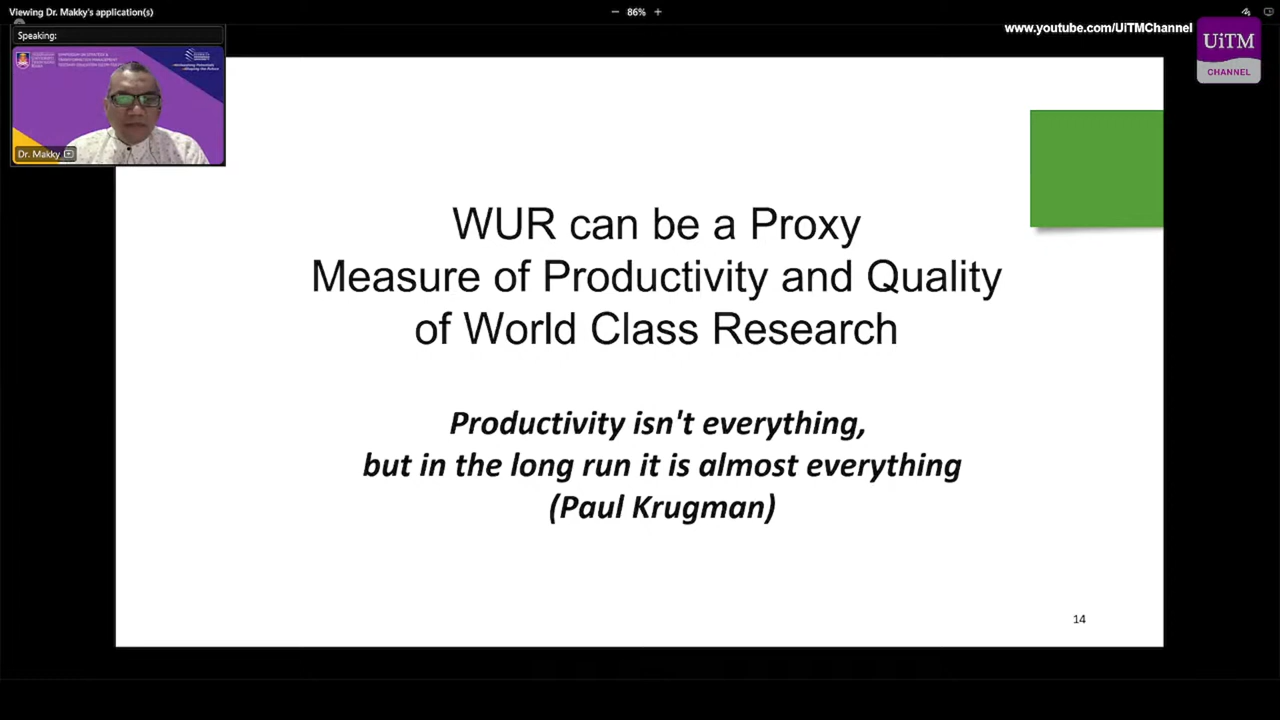 Viewing Dr. Makky's application(s)
− 86% +
www.youtube.com/UiTMChannel
UiTM
CHANNEL
Speaking:
Dr. Makky
WUR can be a Proxy
Measure of Productivity and Quality
of World Class Research
Productivity isn't everything,
but in the long run it is almost everything
(Paul Krugman)
14